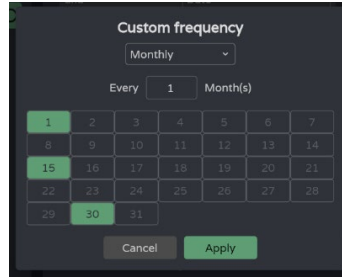 Custom frequency
Monthly
Every 1 Month(s)
1 2 3 4 5 6 7
8 9 10 11 12 13 14
15 16 17 18 19 20 21
22 23 24 25 26 27 28
29 30 31
Cancel Apply